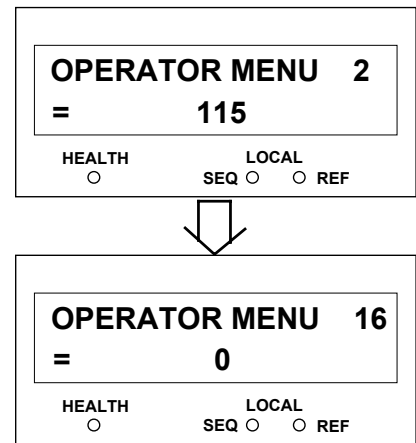 OPERATOR MENU 2
= 115
HEALTH LOCAL
SEQ REF
OPERATOR MENU 16
= 0
HEALTH LOCAL
SEQ REF